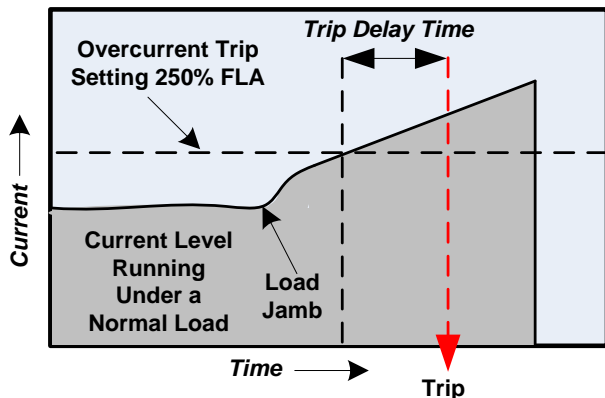 Trip Delay Time
Overcurrent Trip
Setting 250% FLA
Current
Current Level
Running
Under a
Normal Load
Load
Jamb
Time
Trip